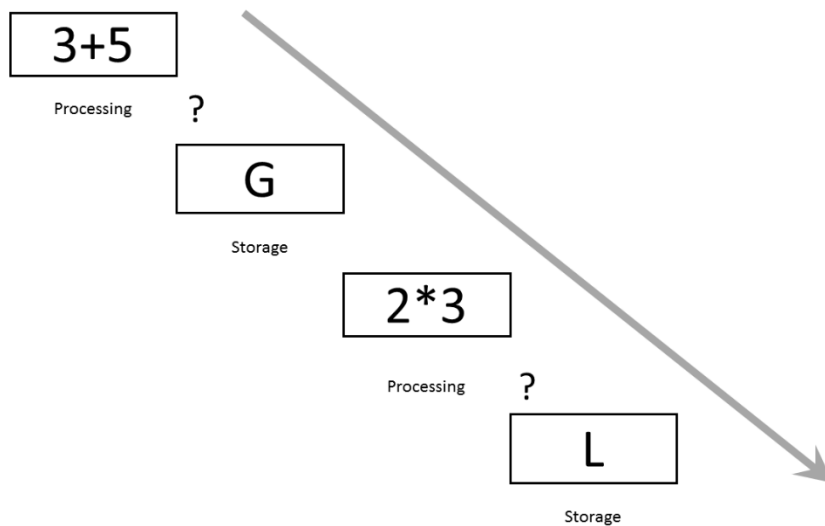 3+5
Processing ?
G
Storage
2*3
Processing ?
L
Storage